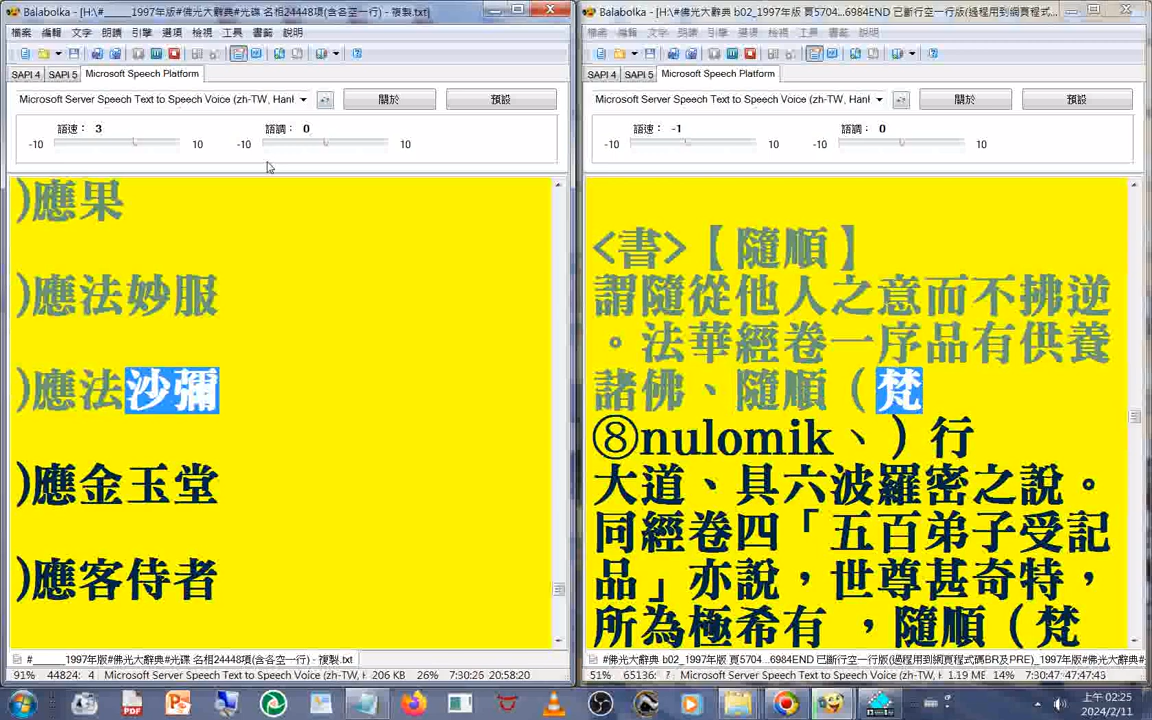 Balabolka - [H:\#_____1997年版#佛光大辭典#光碟 名相24448項(含各空一行) - 複製.txt]
檔案 編輯 文字 朗讀 引擎 選項 檢視 工具 書籤 說明
SAPI 4 SAPI 5 Microsoft Speech Platform
Microsoft Server Speech Text to Speech Voice (zh-TW, Hanl
關於 預設
語速： 3 語調： 0
-10 10 -10 10
)應果
)應法妙服
)應法沙彌
)應金玉堂
)應客侍者
#_____1997年版#佛光大辭典#光碟 名相24448項(含各空一行) - 複製.txt
91% 44824: 4 Microsoft Server Speech Text to Speech Voice (zh-TW, H 206 KB 26% 7:30:25 20:58:20
Balabolka - [H:\#佛光大辭典 b02_1997年版 頁5704...6984END 已斷行空一行版(過程用到網頁程式...
檔案 編輯 文字 朗讀 引擎 選項 檢視 工具 書籤 說明
SAPI 4 SAPI 5 Microsoft Speech Platform
Microsoft Server Speech Text to Speech Voice (zh-TW, Hanl
關於 預設
語速： -1 語調： 0
-10 10 -10 10
<書>【隨順】
謂隨從他人之意而不拂逆
。法華經卷一序品有供養
諸佛、隨順（梵
⑧nulomik、）行
大道、具六波羅密之說。
同經卷四「五百弟子受記
品」亦說，世尊甚奇特，
所為極希有 ，隨順（梵
#佛光大辭典 b02_1997年版 頁5704...6984END 已斷行空一行版(過程用到網頁程式碼BR及PRE)_1997年版#佛光大辭典#
51% 65136: Microsoft Server Speech Text to Speech Voice (zh-TW, H 1.19 ME 14% 7:30:47-47:47:45
上午 02:25
2024/2/11